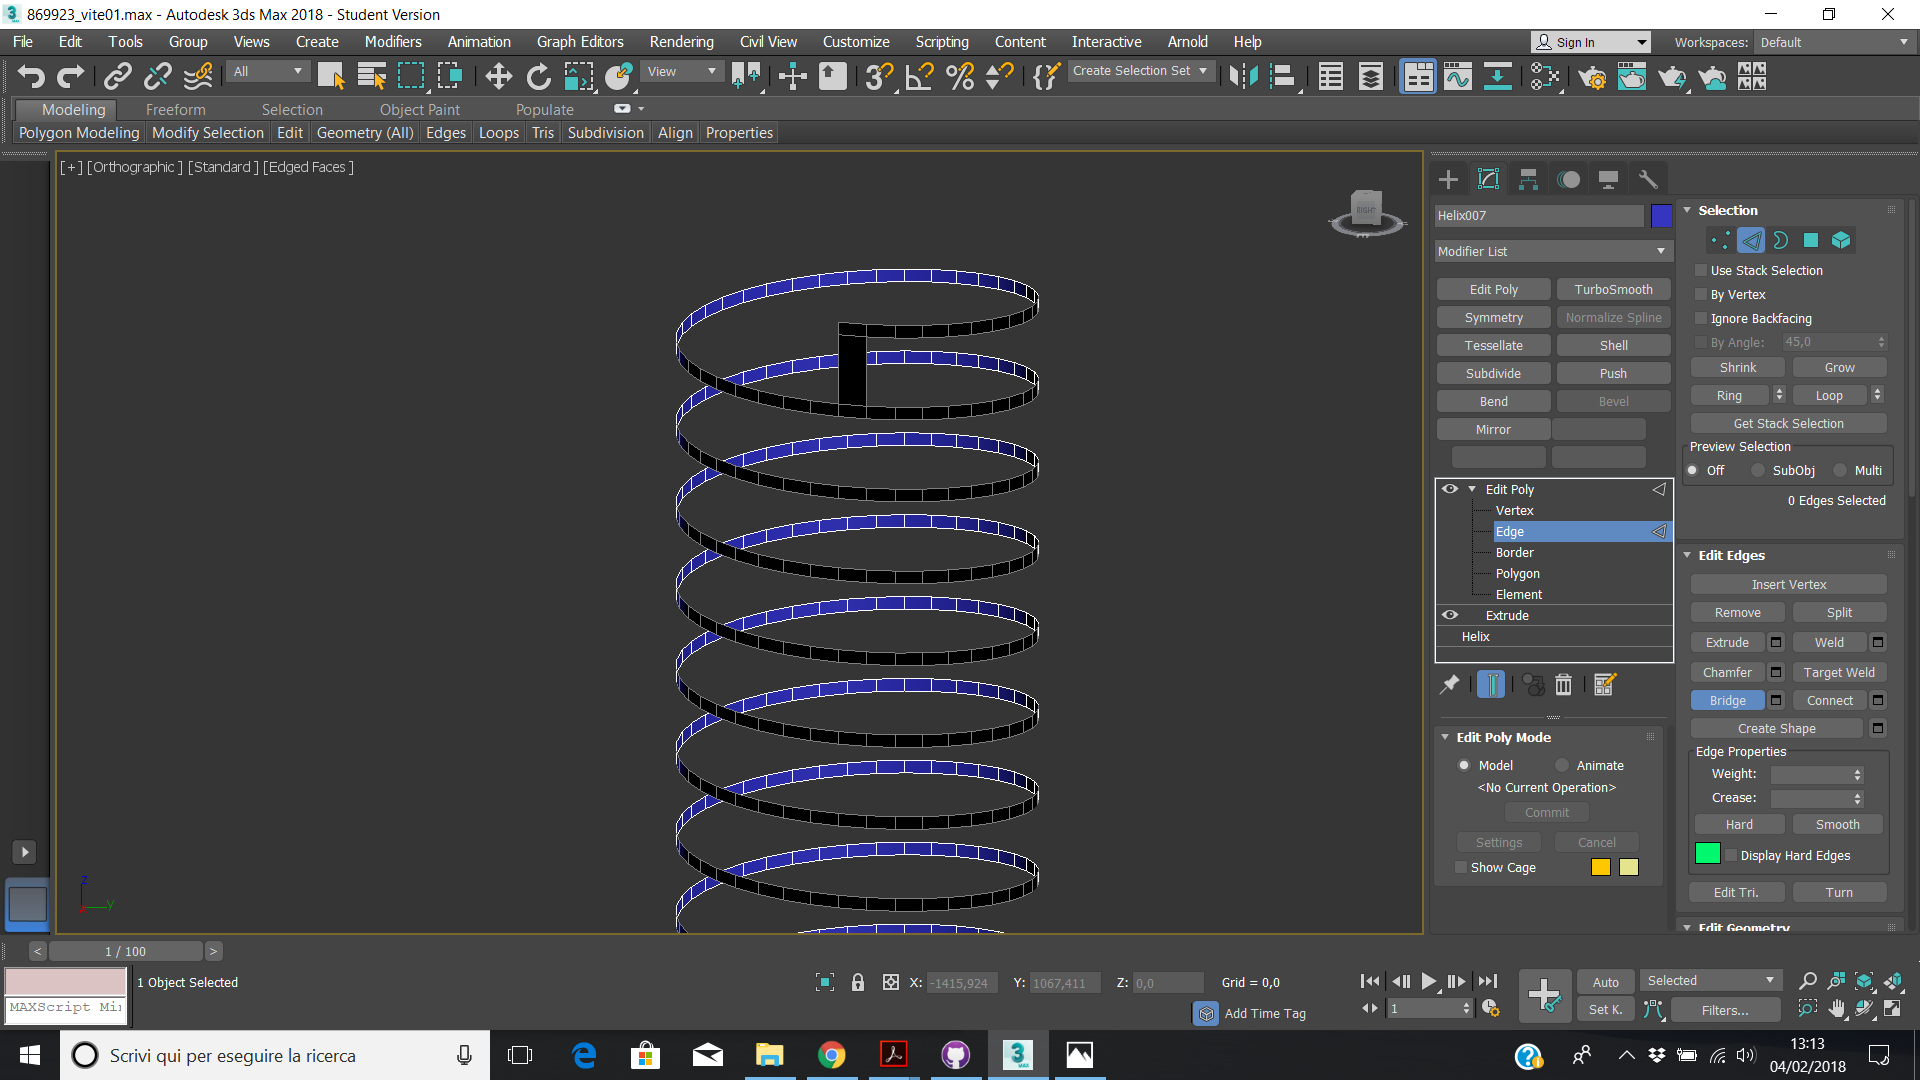 869923_vite01.max - Autodesk 3ds Max 2018 - Student Version
File Edit Tools Group Views Create Modifiers Animation Graph Editors Rendering Civil View Customize Scripting Content Interactive Arnold Help
Sign In Workspaces: Default
All View Create Selection Set
Modeling Freeform Selection Object Paint Populate
Polygon Modeling Modify Selection Edit Geometry (All) Edges Loops Tris Subdivision Align Properties
[+] [Orthographic] [Standard] [Edged Faces]
RIGHT
Helix007
Modifier List
Edit Poly TurboSmooth
Symmetry Normalize Spline
Tessellate Shell
Subdivide Push
Bend Bevel
Mirror
Edit Poly
Vertex
Edge
Border
Polygon
Element
Extrude
Helix
Edit Poly Mode
Model Animate
<No Current Operation>
Commit
Settings Cancel
Show Cage
Selection
Use Stack Selection
By Vertex
Ignore Backfacing
By Angle: 45,0
Shrink Grow
Ring Loop
Get Stack Selection
Preview Selection
Off SubObj Multi
0 Edges Selected
Edit Edges
Insert Vertex
Remove Split
Extrude Weld
Chamfer Target Weld
Bridge Connect
Create Shape
Edge Properties
Weight:
Crease:
Hard Smooth
Display Hard Edges
Edit Tri. Turn
Edit Geometry
z
y
x
< 1 / 100 >
MAXScript Mi
1 Object Selected
X: -1415,924 Y: 1067,411 Z: 0,0 Grid = 0,0
Add Time Tag
1
Auto Selected
Set K. Filters...
Scrivi qui per eseguire la ricerca
13:13
04/02/2018